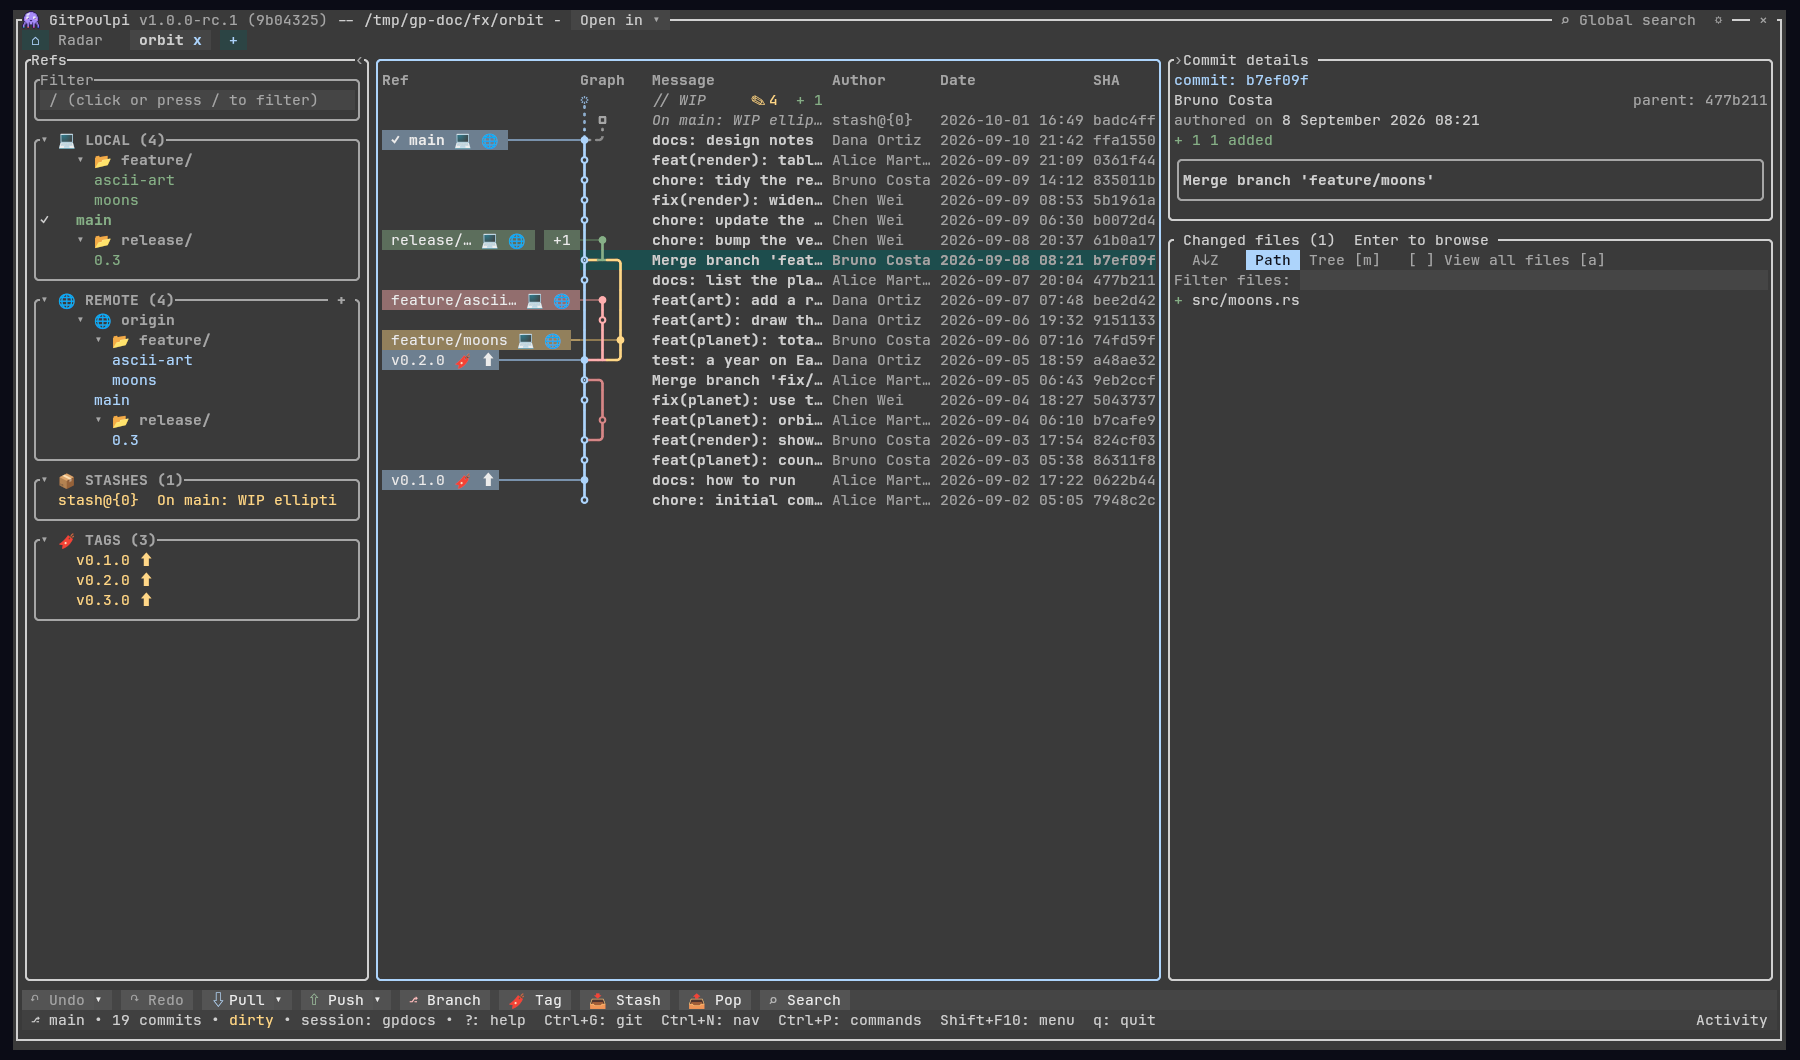 GitPoulpi v1.0.0-rc.1 (9b04325) -- /tmp/gp-doc/fx/orbit - Open in ▾ ⌕ Global search ☼ ×
⌂ Radar orbit x +
Refs ‹
Filter
/ (click or press / to filter)
▾ LOCAL (4)
▾ feature/
ascii-art
moons
✓ main
▾ release/
0.3
▾ REMOTE (4) +
▾ origin
▾ feature/
ascii-art
moons
main
▾ release/
0.3
▾ STASHES (1)
stash@{0} On main: WIP ellipti
▾ TAGS (3)
v0.1.0 ⬆
v0.2.0 ⬆
v0.3.0 ⬆
Ref Graph Message Author Date SHA
// WIP ✎4 + 1
On main: WIP ellip… stash@{0} 2026-10-01 16:49 badc4ff
✓ main docs: design notes Dana Ortiz 2026-09-10 21:42 ffa1550
feat(render): tabl… Alice Mart… 2026-09-09 21:09 0361f44
chore: tidy the re… Bruno Costa 2026-09-09 14:12 835011b
fix(render): widen… Chen Wei 2026-09-09 08:53 5b1961a
chore: update the … Chen Wei 2026-09-09 06:30 b0072d4
release/… +1 chore: bump the ve… Chen Wei 2026-09-08 20:37 61b0a17
Merge branch 'feat… Bruno Costa 2026-09-08 08:21 b7ef09f
docs: list the pla… Alice Mart… 2026-09-07 20:04 477b211
feature/ascii… feat(art): add a r… Dana Ortiz 2026-09-07 07:48 bee2d42
feat(art): draw th… Dana Ortiz 2026-09-06 19:32 9151133
feature/moons feat(planet): tota… Bruno Costa 2026-09-06 07:16 74fd59f
v0.2.0 ⬆ test: a year on Ea… Dana Ortiz 2026-09-05 18:59 a48ae32
Merge branch 'fix/… Alice Mart… 2026-09-05 06:43 9eb2ccf
fix(planet): use t… Chen Wei 2026-09-04 18:27 5043737
feat(planet): orbi… Alice Mart… 2026-09-04 06:10 b7cafe9
feat(render): show… Bruno Costa 2026-09-03 17:54 824cf03
feat(planet): coun… Bruno Costa 2026-09-03 05:38 86311f8
v0.1.0 ⬆ docs: how to run Alice Mart… 2026-09-02 17:22 0622b44
chore: initial com… Alice Mart… 2026-09-02 05:05 7948c2c
›Commit details
commit: b7ef09f
Bruno Costa parent: 477b211
authored on 8 September 2026 08:21
+ 1 1 added
Merge branch 'feature/moons'
Changed files (1) Enter to browse
A↓Z Path Tree [m] [ ] View all files [a]
Filter files:
+ src/moons.rs
↶ Undo ▾ ↷ Redo ⇩ Pull ▾ ⇧ Push ▾ ⎇ Branch Tag Stash Pop ⌕ Search
⎇ main • 19 commits • dirty • session: gpdocs • ?: help Ctrl+G: git Ctrl+N: nav Ctrl+P: commands Shift+F10: menu q: quit Activity